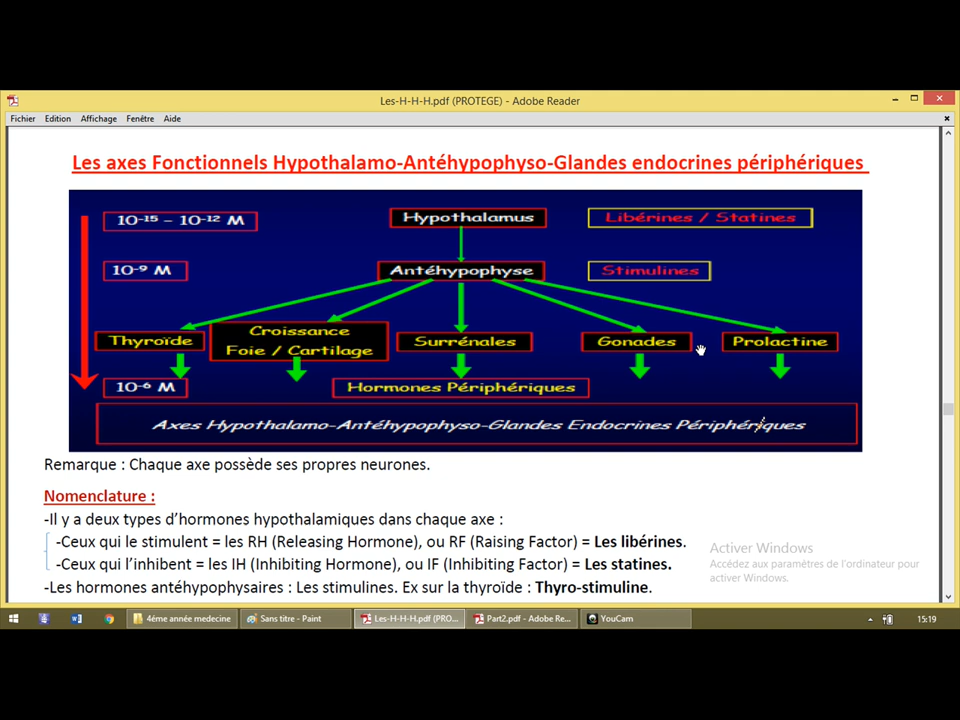 Les-H-H-H.pdf (PROTEGE) - Adobe Reader
Fichier Edition Affichage Fenêtre Aide
Les axes Fonctionnels Hypothalamo-Antéhypophyso-Glandes endocrines périphériques
10-15 – 10-12 M Hypothalamus Libérines / Statines
10-9 M Antéhypophyse Stimulines
Thyroïde Croissance Foie / Cartilage Surrénales Gonades Prolactine
10-6 M Hormones Périphériques
Axes Hypothalamo-Antéhypophyso-Glandes Endocrines Périphériques
Remarque : Chaque axe possède ses propres neurones.
Nomenclature :
-Il y a deux types d’hormones hypothalamiques dans chaque axe :
-Ceux qui le stimulent = les RH (Releasing Hormone), ou RF (Raising Factor) = Les libérines.
-Ceux qui l’inhibent = les IH (Inhibiting Hormone), ou IF (Inhibiting Factor) = Les statines.
-Les hormones antéhypophysaires : Les stimulines. Ex sur la thyroïde : Thyro-stimuline.
Activer Windows
Accédez aux paramètres de l'ordinateur pour
activer Windows.
4éme année medecine Sans titre - Paint Les-H-H-H.pdf (PRO... Part2.pdf - Adobe Re... YouCam 15:19